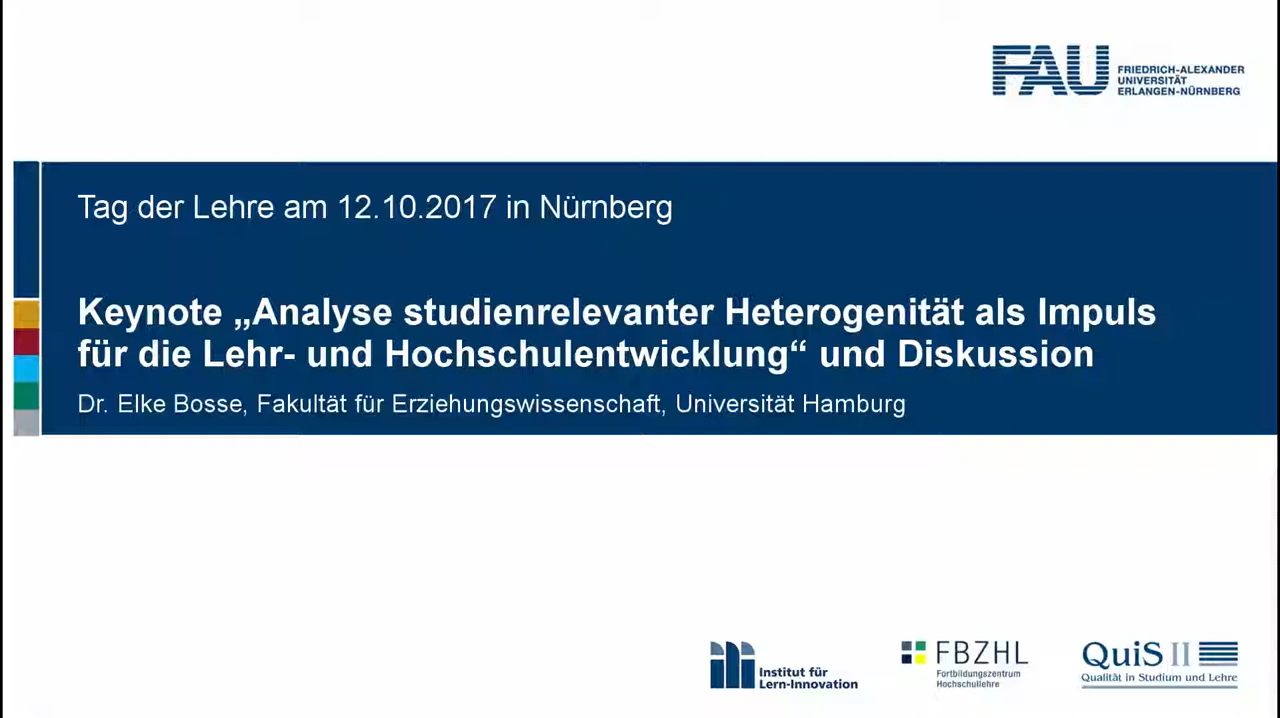 FAU FRIEDRICH-ALEXANDER
UNIVERSITÄT
ERLANGEN-NÜRNBERG
Tag der Lehre am 12.10.2017 in Nürnberg
Keynote „Analyse studienrelevanter Heterogenität als Impuls
für die Lehr- und Hochschulentwicklung“ und Diskussion
Dr. Elke Bosse, Fakultät für Erziehungswissenschaft, Universität Hamburg
ili Institut für
Lern-Innovation
FBZHL
Fortbildungszentrum
Hochschullehre
QuiS II
Qualität in Studium und Lehre